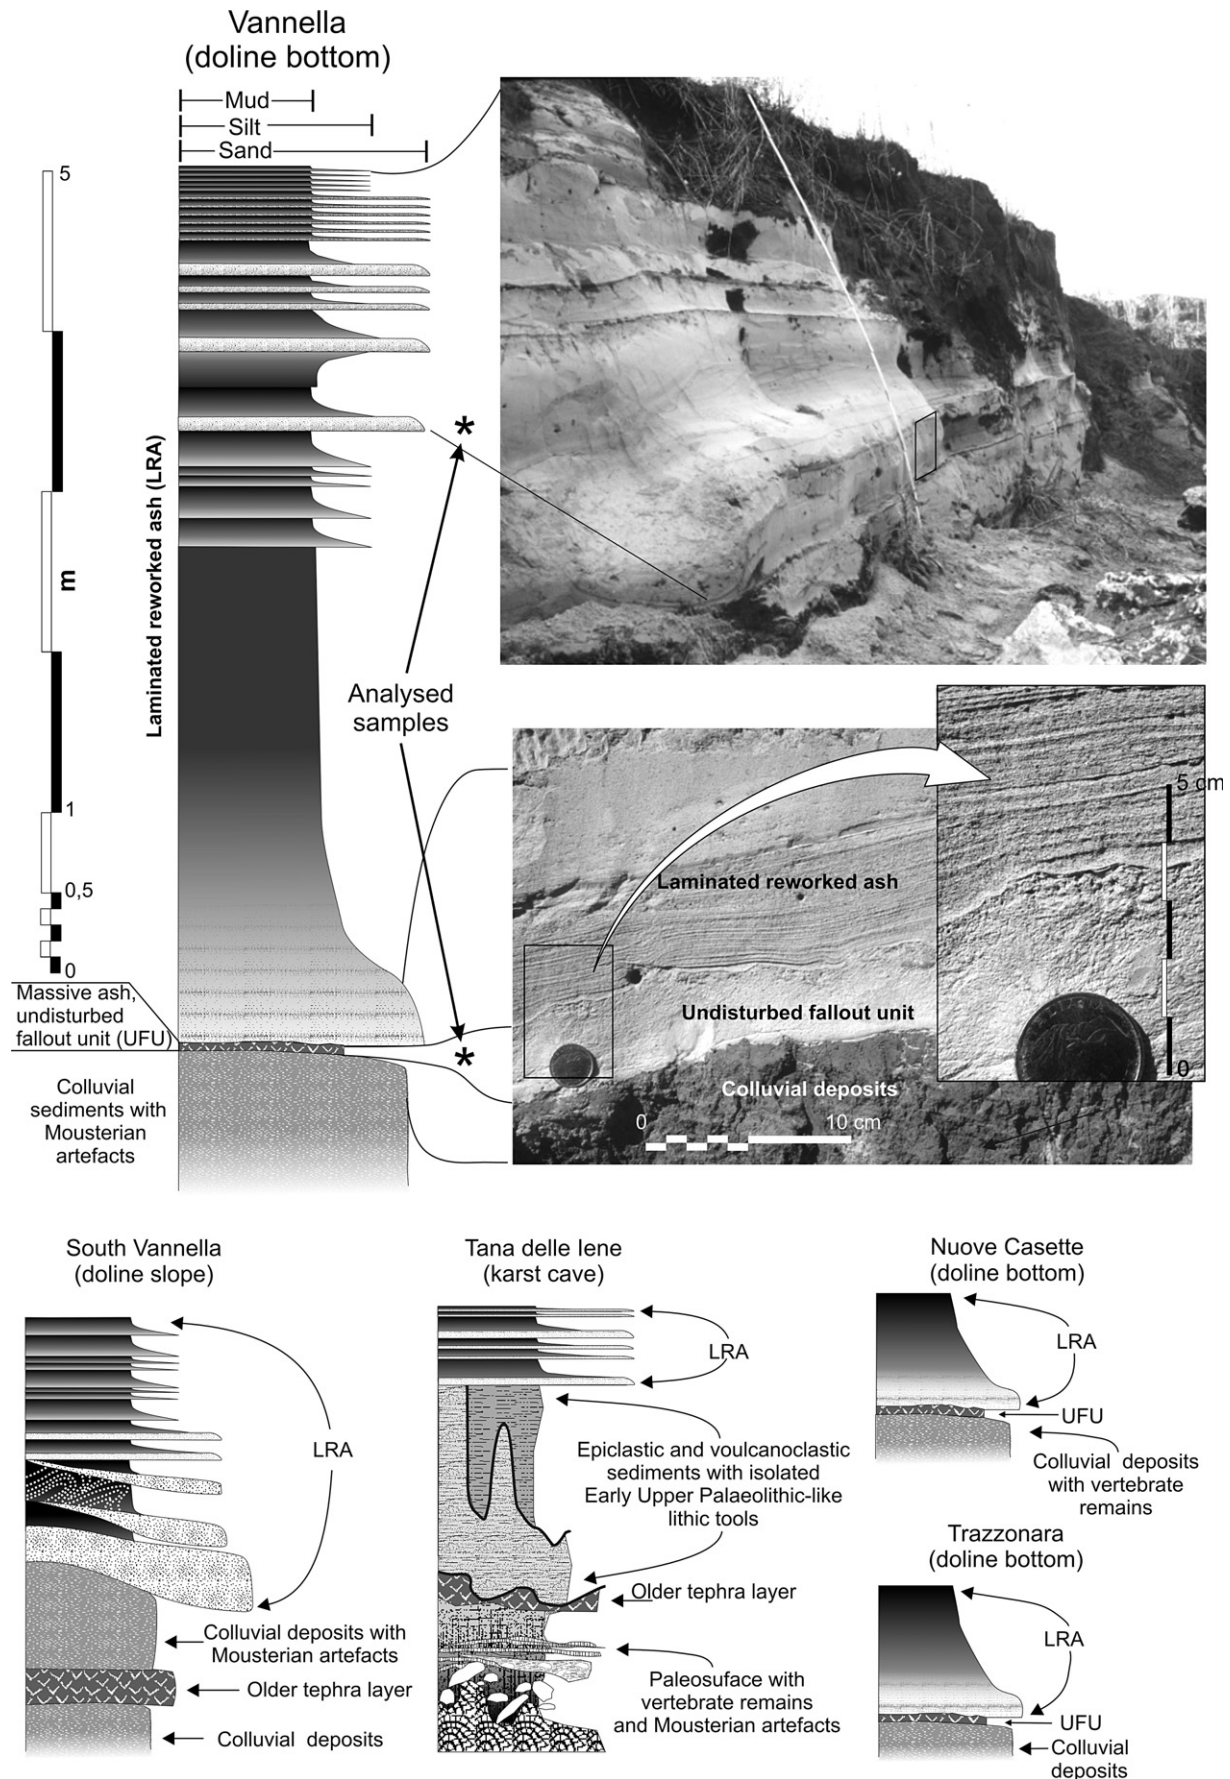 Vannella
(doline bottom)
Mud
Silt
Sand
5
m
1
0,5
0
Laminated reworked ash (LRA)
*
Analysed
samples
*
Massive ash,
undisturbed
fallout unit (UFU)
Colluvial
sediments with
Mousterian
artefacts
Laminated reworked ash
Undisturbed fallout unit
Colluvial deposits
0
10 cm
5 cm
0
South Vannella
(doline slope)
LRA
Colluvial deposits with
Mousterian artefacts
Older tephra layer
Colluvial deposits
Tana delle Iene
(karst cave)
LRA
Epiclastic and voulcanoclastic
sediments with isolated
Early Upper Palaeolithic-like
lithic tools
Older tephra layer
Paleosuface with
vertebrate remains
and Mousterian artefacts
Nuove Casette
(doline bottom)
LRA
UFU
Colluvial deposits
with vertebrate
remains
Trazzonara
(doline bottom)
LRA
UFU
Colluvial
deposits